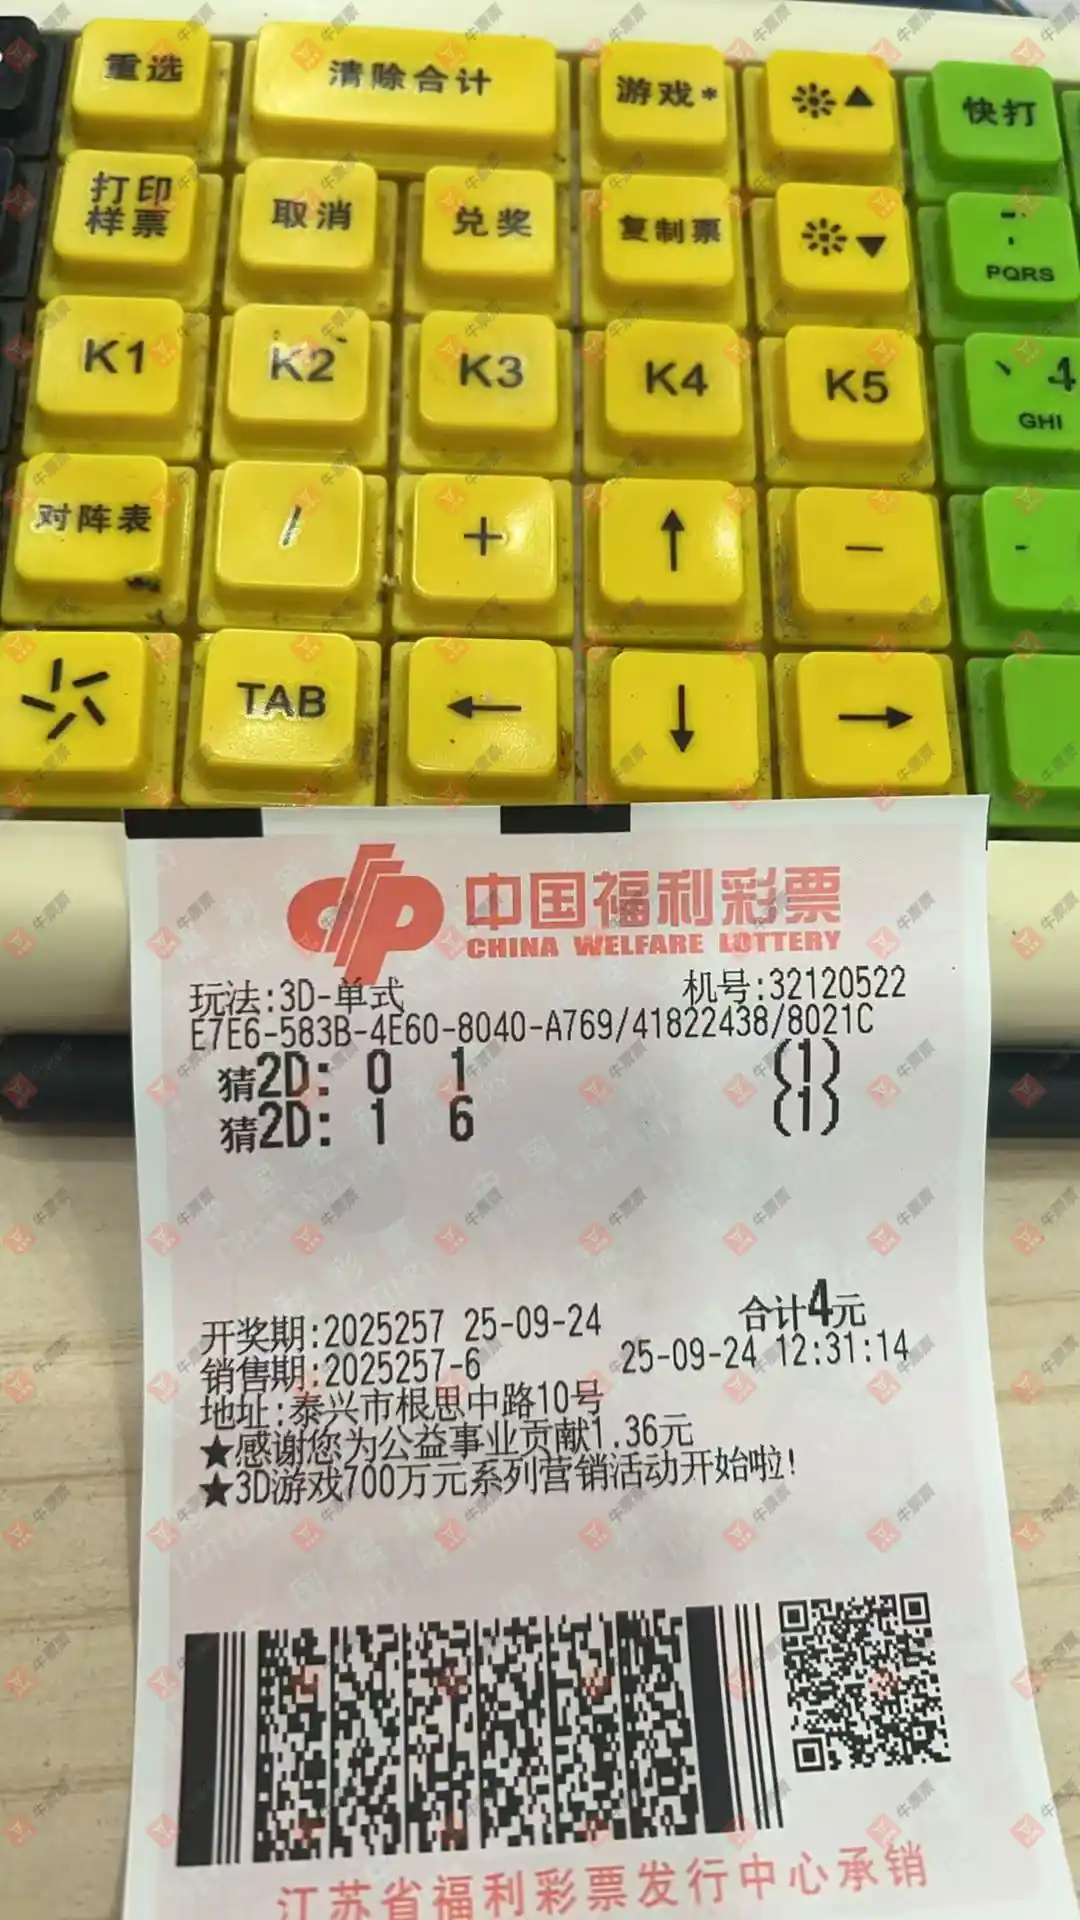 重选 清除合计 游戏* ▲ 快打
打印样票 取消 兑奖 复制票 ▼ PQRS
K1 K2 K3 K4 K5 GHI
对阵表 / + ↑ — -
TAB ← ↓ →
中国福利彩票
CHINA WELFARE LOTTERY
玩法:3D-单式 机号:32120522
E7E6-583B-4E60-8040-A769/41822438/8021C
猜2D: 0 1 (1)
猜2D: 1 6 (1)
开奖期:2025257 25-09-24 合计4元
销售期:2025257-6 25-09-24 12:31:14
地址:泰兴市根思中路10号
★感谢您为公益事业贡献1.36元
★3D游戏700万元系列营销活动开始啦!
江苏省福利彩票发行中心承销
牛票票